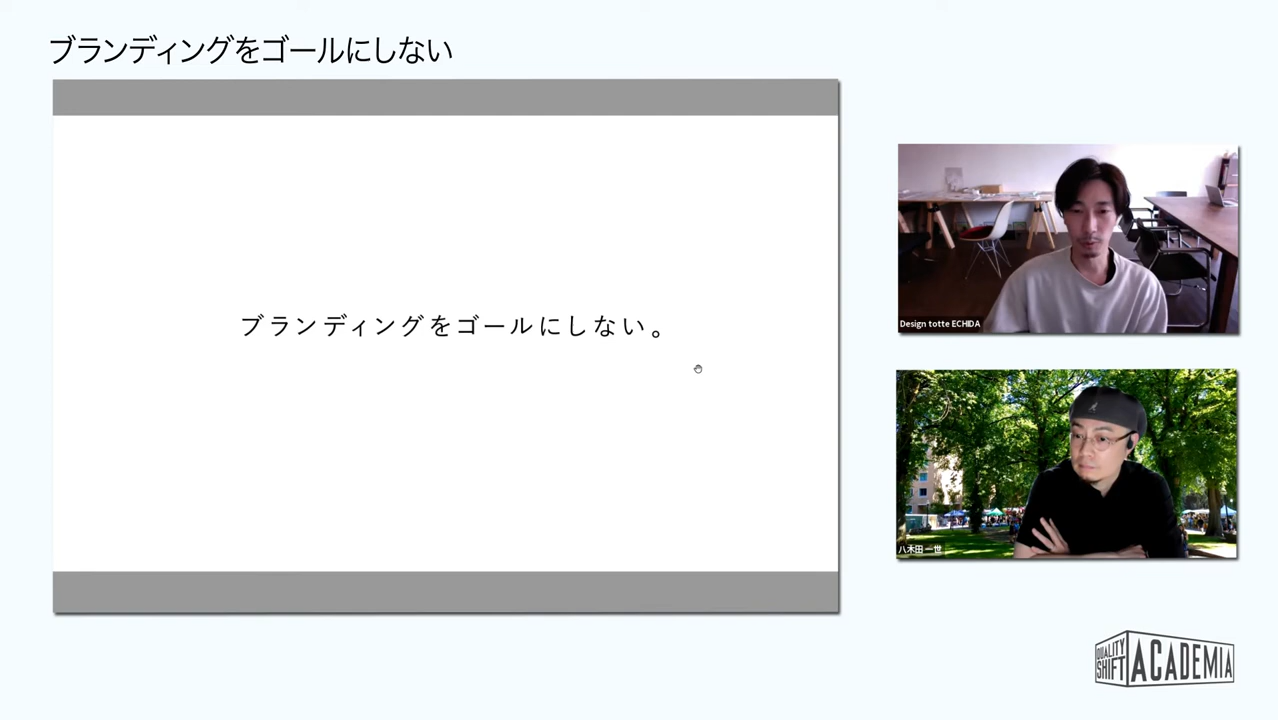 ブランディングをゴールにしない
ブランディングをゴールにしない。
Design totte ECHIDA
八木田 一世
QUALITY
SHIFT
ACADEMIA